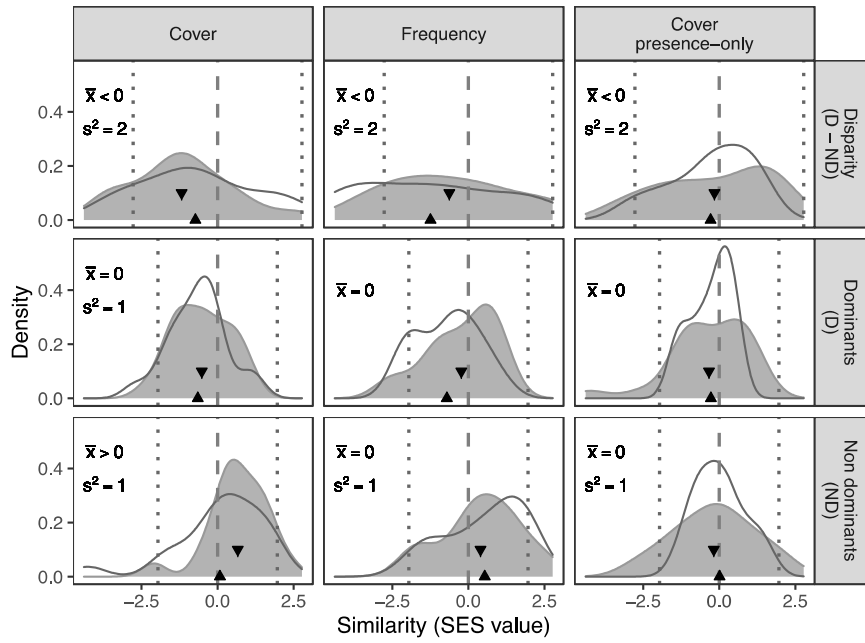 Cover
Frequency
Cover
presence−only
x̅ < 0
s² = 2
x̅ < 0
s² = 2
x̅ < 0
s² = 2
0.4
0.2
0.0
Disparity
(D − ND)
x̅ = 0
s² = 1
x̅ = 0
x̅ = 0
0.4
0.2
0.0
Dominants
(D)
x̅ > 0
s² = 1
x̅ = 0
s² = 1
x̅ = 0
s² = 1
0.4
0.2
0.0
Non dominants
(ND)
Density
−2.5 0.0 2.5
−2.5 0.0 2.5
−2.5 0.0 2.5
Similarity (SES value)